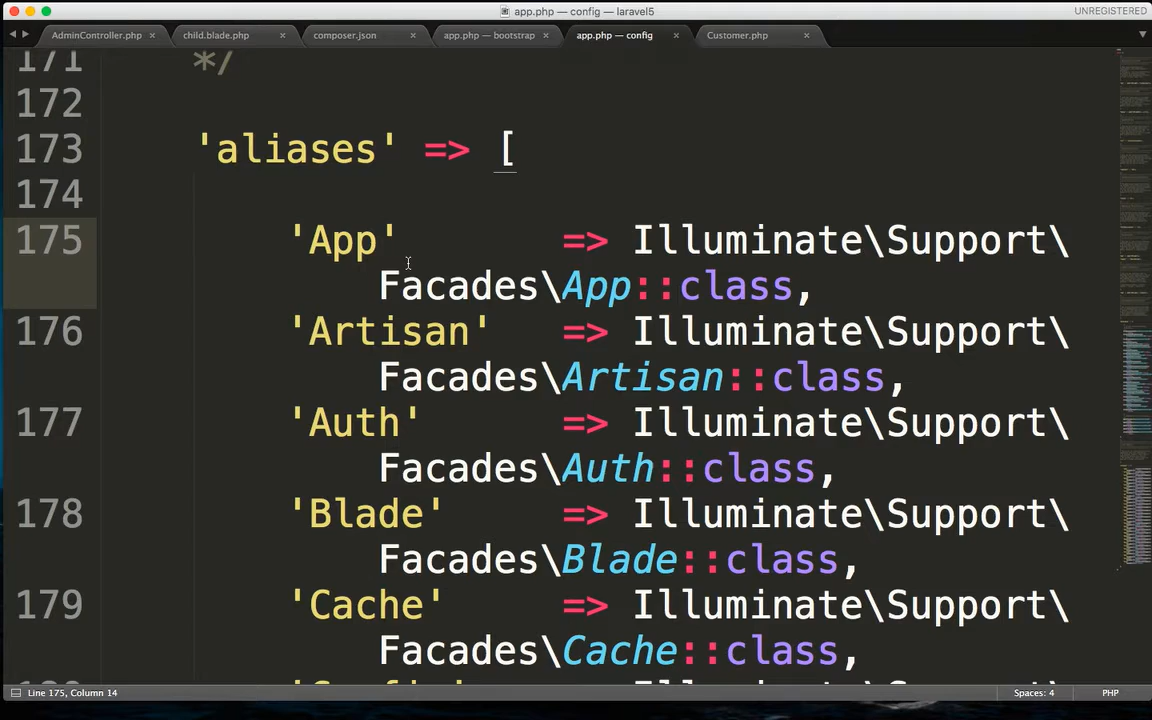 app.php — config — laravel5
UNREGISTERED
AdminController.php × child.blade.php × composer.json × app.php — bootstrap × app.php — config × Customer.php ×
171 */
172
173 'aliases' => [
174
175 'App' => Illuminate\Support\
Facades\App::class,
176 'Artisan' => Illuminate\Support\
Facades\Artisan::class,
177 'Auth' => Illuminate\Support\
Facades\Auth::class,
178 'Blade' => Illuminate\Support\
Facades\Blade::class,
179 'Cache' => Illuminate\Support\
Facades\Cache::class,
Line 175, Column 14
Spaces: 4
PHP